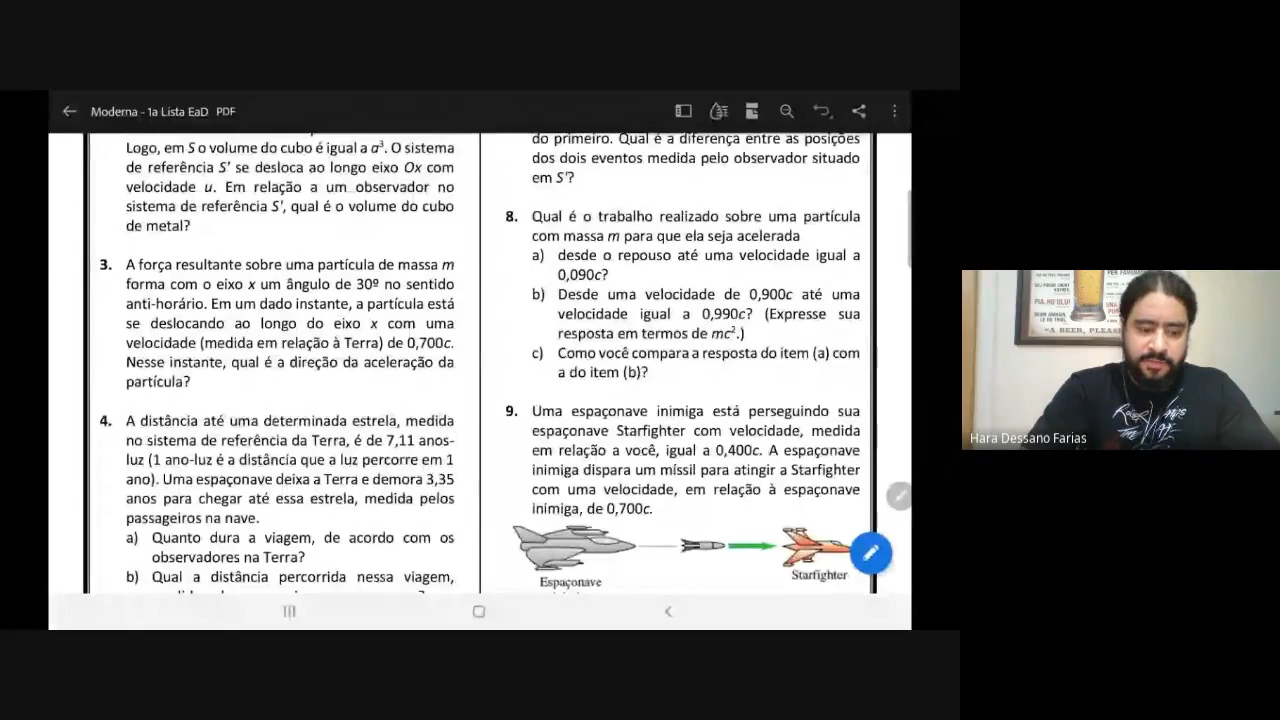 Moderna - 1a Lista EaD PDF
Logo, em S o volume do cubo é igual a a³. O sistema
de referência S' se desloca ao longo eixo Ox com
velocidade u. Em relação a um observador no
sistema de referência S', qual é o volume do cubo
de metal?
3. A força resultante sobre uma partícula de massa m
forma com o eixo x um ângulo de 30º no sentido
anti-horário. Em um dado instante, a partícula está
se deslocando ao longo do eixo x com uma
velocidade (medida em relação à Terra) de 0,700c.
Nesse instante, qual é a direção da aceleração da
partícula?
4. A distância até uma determinada estrela, medida
no sistema de referência da Terra, é de 7,11 anos-
luz (1 ano-luz é a distância que a luz percorre em 1
ano). Uma espaçonave deixa a Terra e demora 3,35
anos para chegar até essa estrela, medida pelos
passageiros na nave.
a) Quanto dura a viagem, de acordo com os
observadores na Terra?
b) Qual a distância percorrida nessa viagem,
do primeiro. Qual é a diferença entre as posições
dos dois eventos medida pelo observador situado
em S'?
8. Qual é o trabalho realizado sobre uma partícula
com massa m para que ela seja acelerada
a) desde o repouso até uma velocidade igual a
0,090c?
b) Desde uma velocidade de 0,900c até uma
velocidade igual a 0,990c? (Expresse sua
resposta em termos de mc².)
c) Como você compara a resposta do item (a) com
a do item (b)?
9. Uma espaçonave inimiga está perseguindo sua
espaçonave Starfighter com velocidade, medida
em relação a você, igual a 0,400c. A espaçonave
inimiga dispara um míssil para atingir a Starfighter
com uma velocidade, em relação à espaçonave
inimiga, de 0,700c.
Espaçonave
Starfighter
"A BEER, PLEAS
Hara Dessano Farias